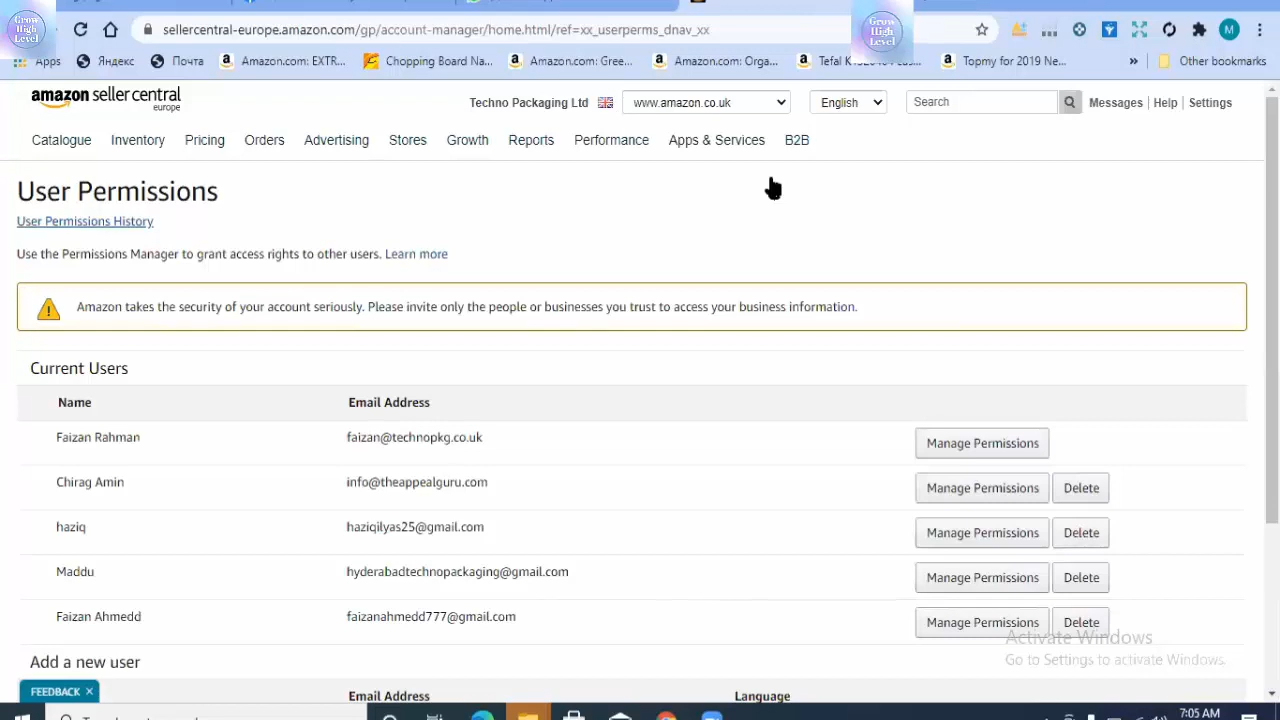 Grow High Level
Grow High Level
sellercentral-europe.amazon.com/gp/account-manager/home.html/ref=xx_userperms_dnav_xx
M
Apps
Яндекс
Почта
Amazon.com: EXTR...
Chopping Board Na...
Amazon.com: Gree...
Amazon.com: Orga...
Topmy for 2019 Ne...
»
Other bookmarks
amazon seller central
europe
Techno Packaging Ltd
www.amazon.co.uk
English
Search
Messages | Help | Settings
Catalogue Inventory Pricing Orders Advertising Stores Growth Reports Performance Apps & Services B2B
User Permissions
User Permissions History
Use the Permissions Manager to grant access rights to other users. Learn more
Amazon takes the security of your account seriously. Please invite only the people or businesses you trust to access your business information.
Current Users
Name Email Address
Faizan Rahman faizan@technopkg.co.uk Manage Permissions
Chirag Amin info@theappealguru.com Manage Permissions Delete
haziq haziqilyas25@gmail.com Manage Permissions Delete
Maddu hyderabadtechnopackaging@gmail.com Manage Permissions Delete
Faizan Ahmedd faizanahmedd777@gmail.com Manage Permissions Delete
Activate Windows
Go to Settings to activate Windows.
Add a new user
FEEDBACK ×
Email Address Language
7:05 AM